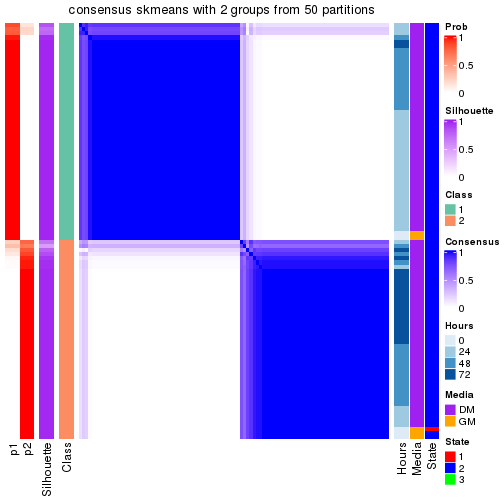 consensus skmeans with 2 groups from 50 partitions
Prob
1
0.5
0
Silhouette
1
0.5
0
Class
1
2
Consensus
1
0.5
0
Hours
0
24
48
72
Media
DM
GM
State
1
2
3
p1
p2
Silhouette
Class
Hours
Media
State